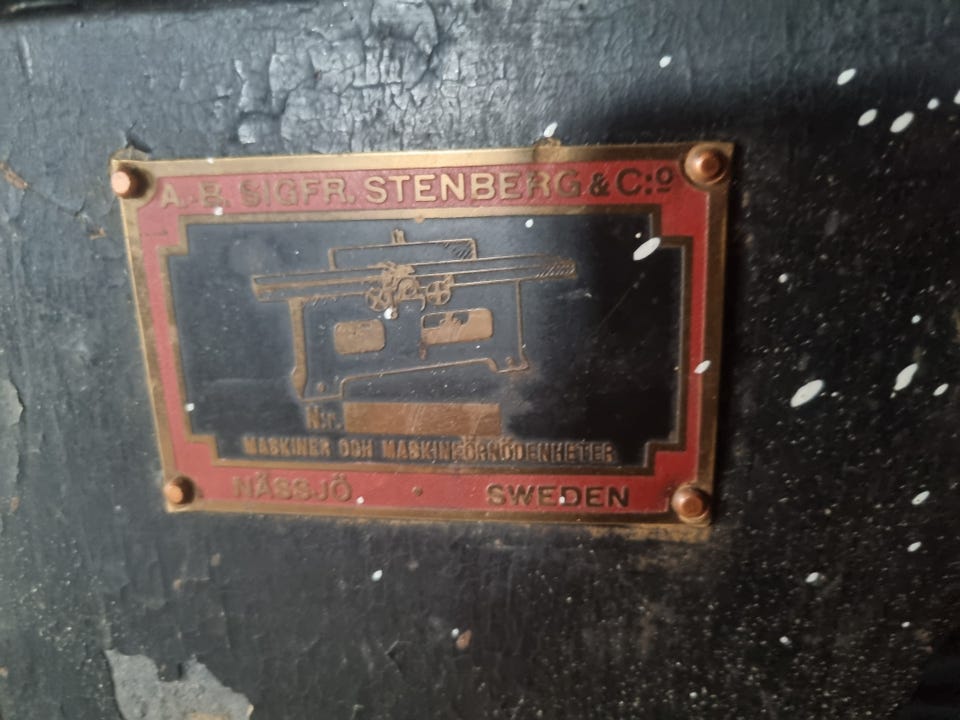 A.B. SIGFR. STENBERG & C:o
N:r.
MASKINER OCH MASKINFÖRNÖDENHETER
NÄSSJÖ • SWEDEN